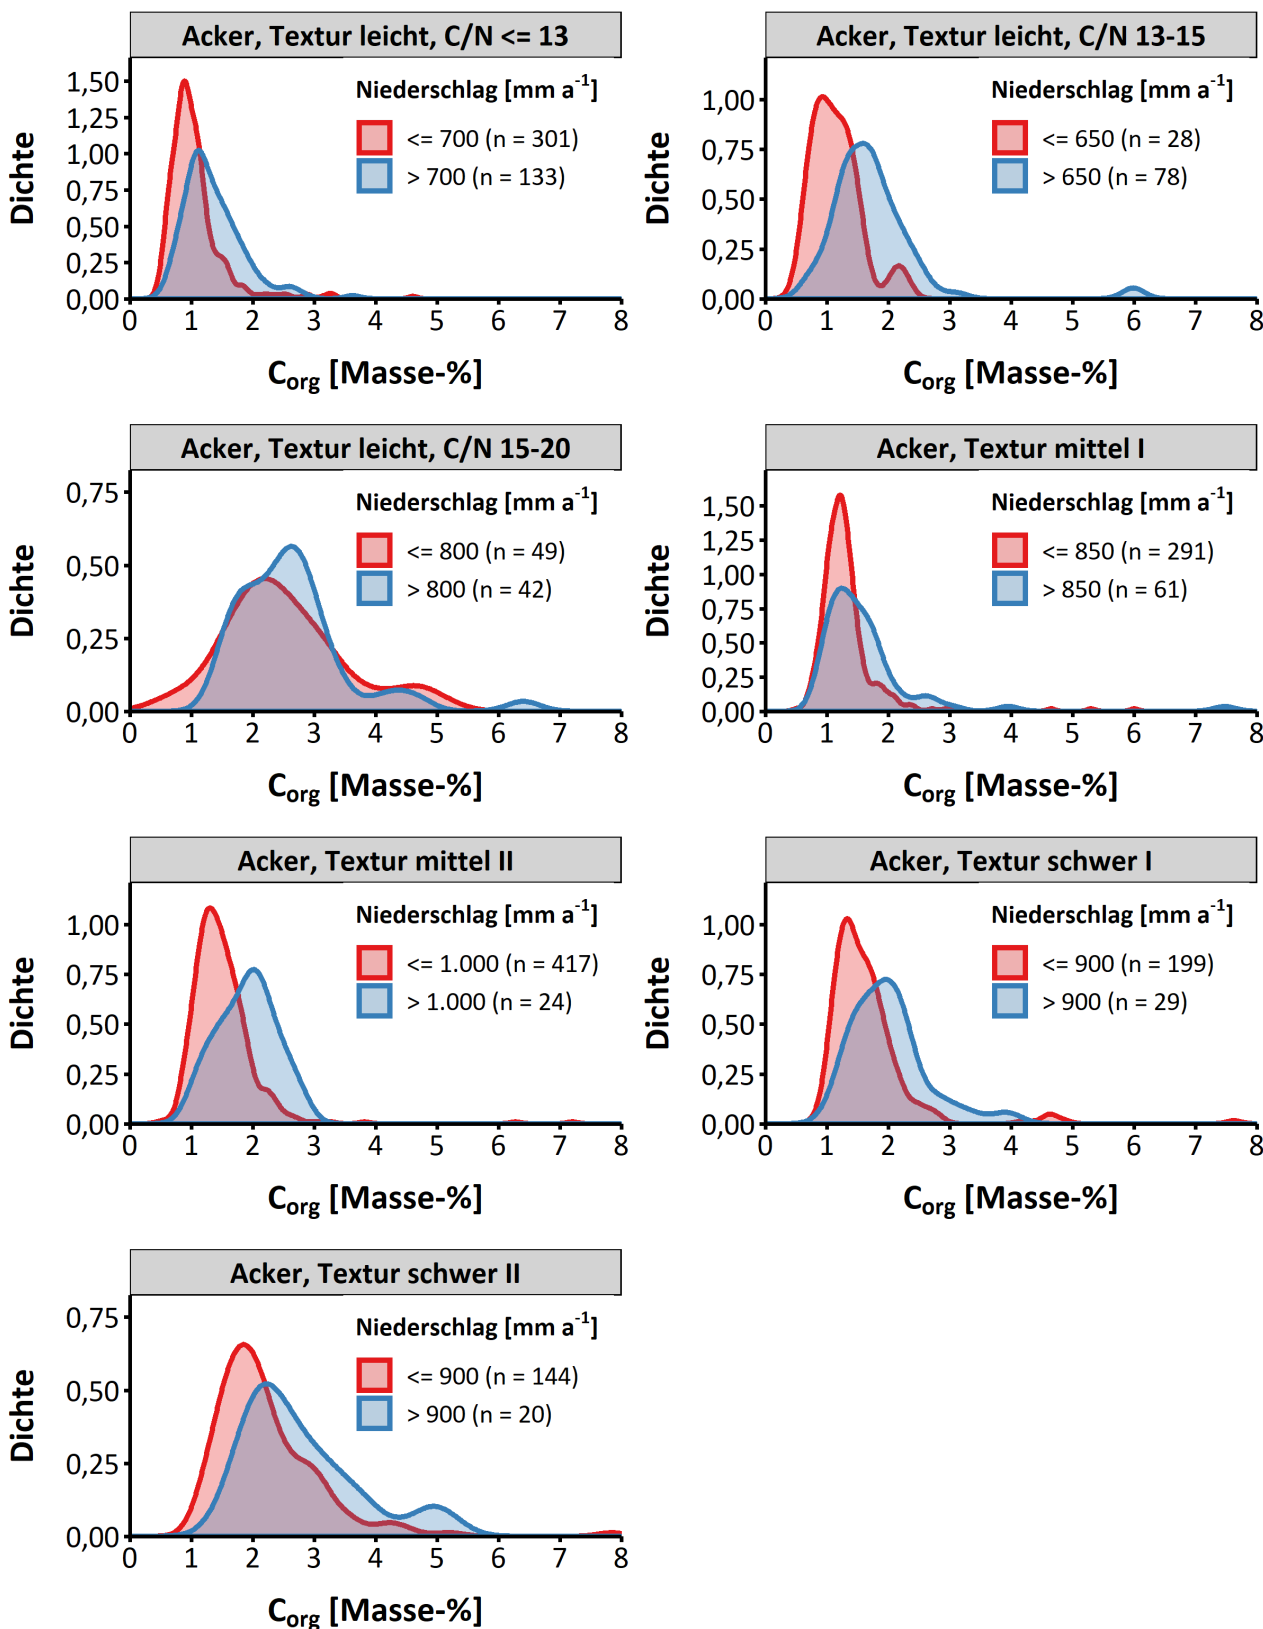 Acker, Textur leicht, C/N <= 13
Dichte
1,50
1,25
1,00
0,75
0,50
0,25
0,00
Niederschlag [mm a⁻¹]
<= 700 (n = 301)
> 700 (n = 133)
0 1 2 3 4 5 6 7 8
Corg [Masse-%]
Acker, Textur leicht, C/N 13-15
Dichte
1,00
0,75
0,50
0,25
0,00
Niederschlag [mm a⁻¹]
<= 650 (n = 28)
> 650 (n = 78)
0 1 2 3 4 5 6 7 8
Corg [Masse-%]
Acker, Textur leicht, C/N 15-20
Dichte
0,75
0,50
0,25
0,00
Niederschlag [mm a⁻¹]
<= 800 (n = 49)
> 800 (n = 42)
0 1 2 3 4 5 6 7 8
Corg [Masse-%]
Acker, Textur mittel I
Dichte
1,50
1,25
1,00
0,75
0,50
0,25
0,00
Niederschlag [mm a⁻¹]
<= 850 (n = 291)
> 850 (n = 61)
0 1 2 3 4 5 6 7 8
Corg [Masse-%]
Acker, Textur mittel II
Dichte
1,00
0,75
0,50
0,25
0,00
Niederschlag [mm a⁻¹]
<= 1.000 (n = 417)
> 1.000 (n = 24)
0 1 2 3 4 5 6 7 8
Corg [Masse-%]
Acker, Textur schwer I
Dichte
1,00
0,75
0,50
0,25
0,00
Niederschlag [mm a⁻¹]
<= 900 (n = 199)
> 900 (n = 29)
0 1 2 3 4 5 6 7 8
Corg [Masse-%]
Acker, Textur schwer II
Dichte
0,75
0,50
0,25
0,00
Niederschlag [mm a⁻¹]
<= 900 (n = 144)
> 900 (n = 20)
0 1 2 3 4 5 6 7 8
Corg [Masse-%]